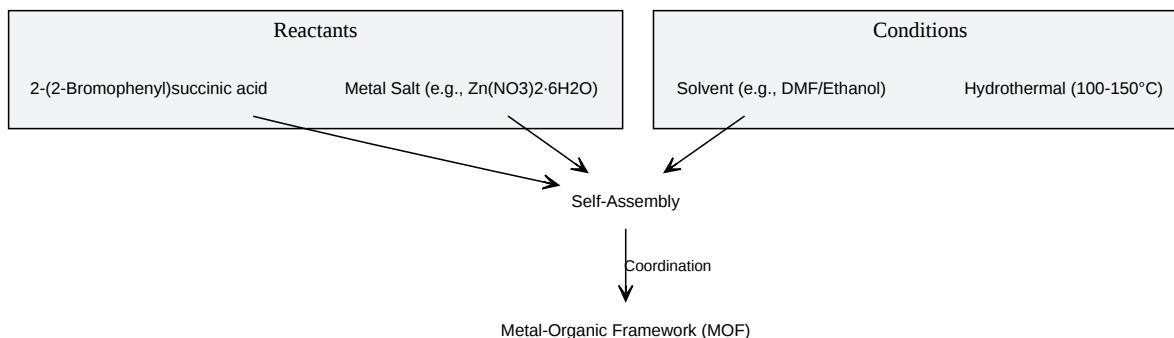 Reactants
Conditions
2-(2-Bromophenyl)succinic acid
Metal Salt (e.g., Zn(NO3)2·6H2O)
Solvent (e.g., DMF/Ethanol)
Hydrothermal (100-150°C)
Self-Assembly
Coordination
Metal-Organic Framework (MOF)